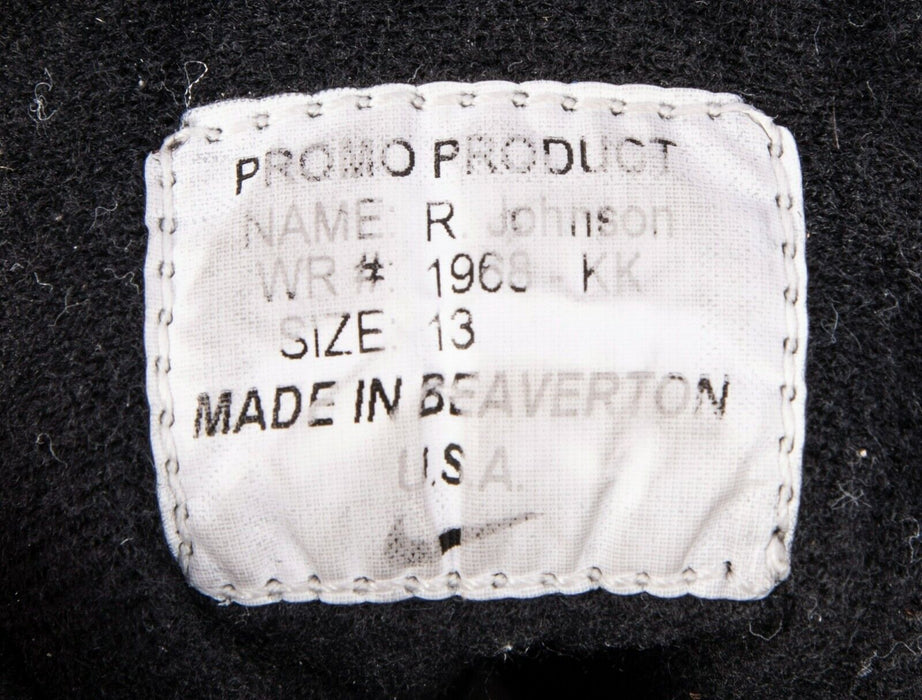 PROMO PRODUCT
NAME: R. Johnson
WR #: 1968 - KK
SIZE: 13
MADE IN BEAVERTON
U.S.A.